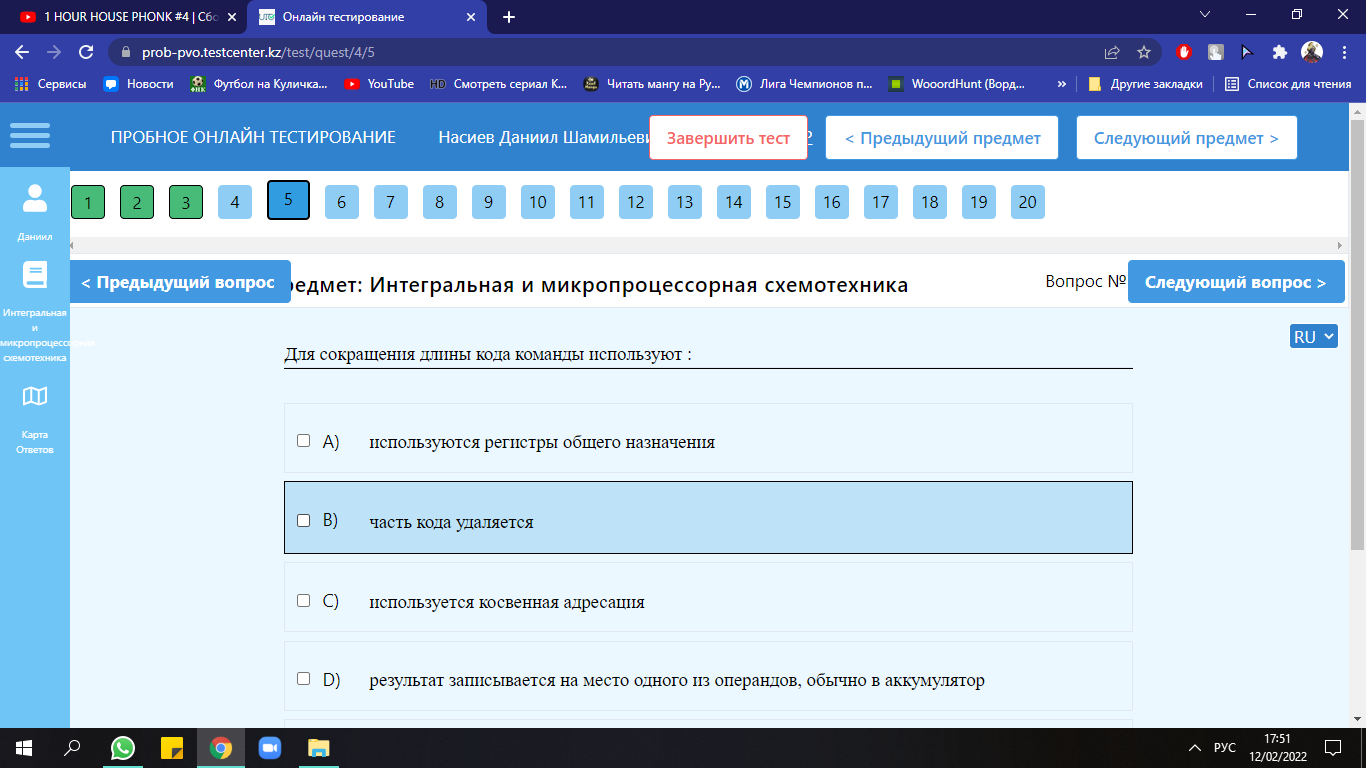 1 HOUR HOUSE PHONK #4 | Сбо
Онлайн тестирование
prob-pvo.testcenter.kz/test/quest/4/5
Сервисы
Новости
Футбол на Куличка...
YouTube
HD Смотреть сериал К...
Читать мангу на Ру...
Лига Чемпионов п...
WooordHunt (Ворд...
»
Другие закладки
Список для чтения
ПРОБНОЕ ОНЛАЙН ТЕСТИРОВАНИЕ
Насиев Даниил Шамильеви
Завершить тест
< Предыдущий предмет
Следующий предмет >
1 2 3 4 5 6 7 8 9 10 11 12 13 14 15 16 17 18 19 20
Даниил
< Предыдущий вопрос
редмет: Интегральная и микропроцессорная схемотехника
Вопрос №
Следующий вопрос >
Интегральная
и
микропроцессорная
схемотехника
RU
Карта
Ответов
Для сокращения длины кода команды используют :
A) используются регистры общего назначения
B) часть кода удаляется
C) используется косвенная адресация
D) результат записывается на место одного из операндов, обычно в аккумулятор
РУС
17:51
12/02/2022